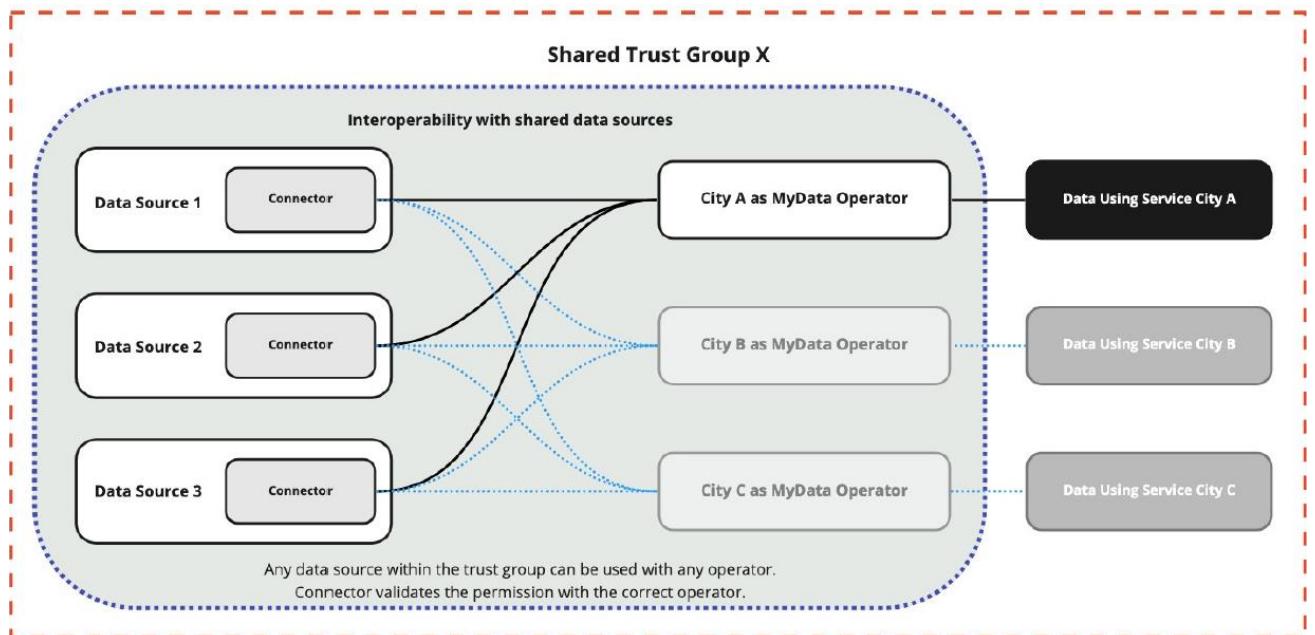 Shared Trust Group X
Interoperability with shared data sources
Data Source 1
Connector
City A as MyData Operator
Data Using Service City A
Data Source 2
Connector
City B as MyData Operator
Data Using Service City B
Data Source 3
Connector
City C as MyData Operator
Data Using Service City C
Any data source within the trust group can be used with any operator.
Connector validates the permission with the correct operator.